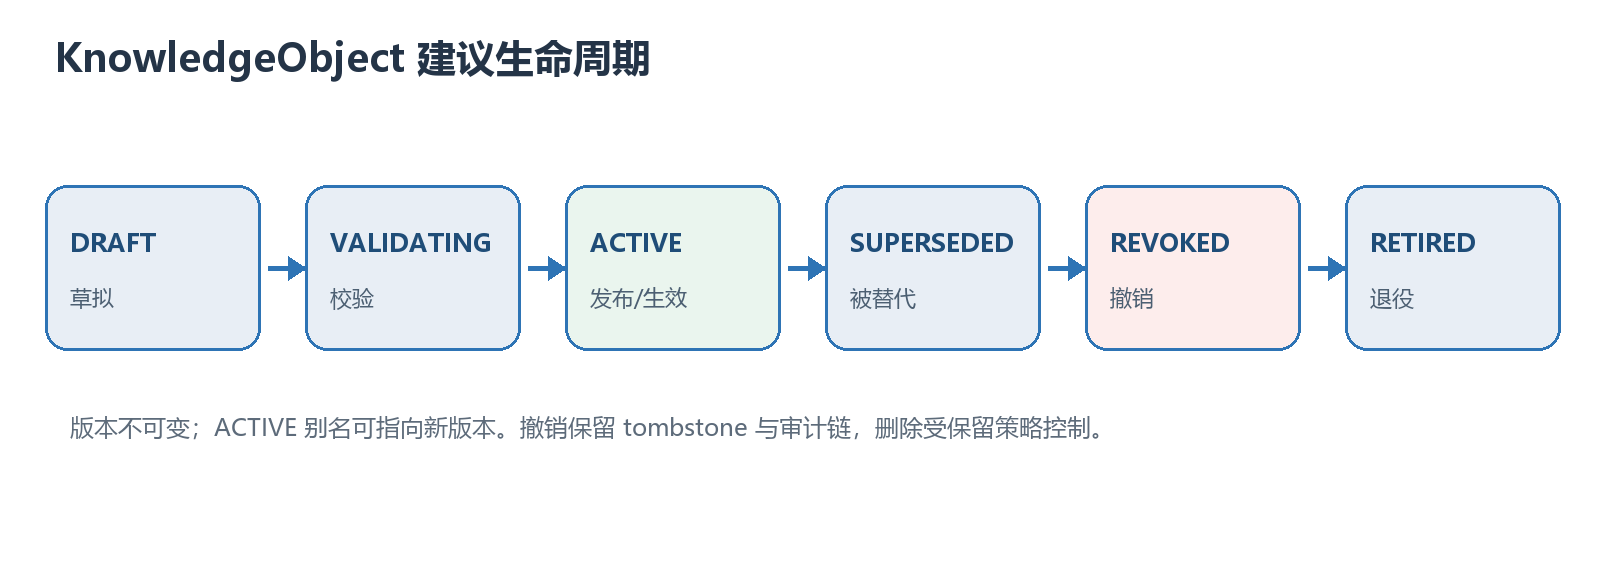 KnowledgeObject 建议生命周期
DRAFT
草拟
VALIDATING
校验
ACTIVE
发布/生效
SUPERSEDED
被替代
REVOKED
撤销
RETIRED
退役
版本不可变；ACTIVE 别名可指向新版本。撤销保留 tombstone 与审计链，删除受保留策略控制。